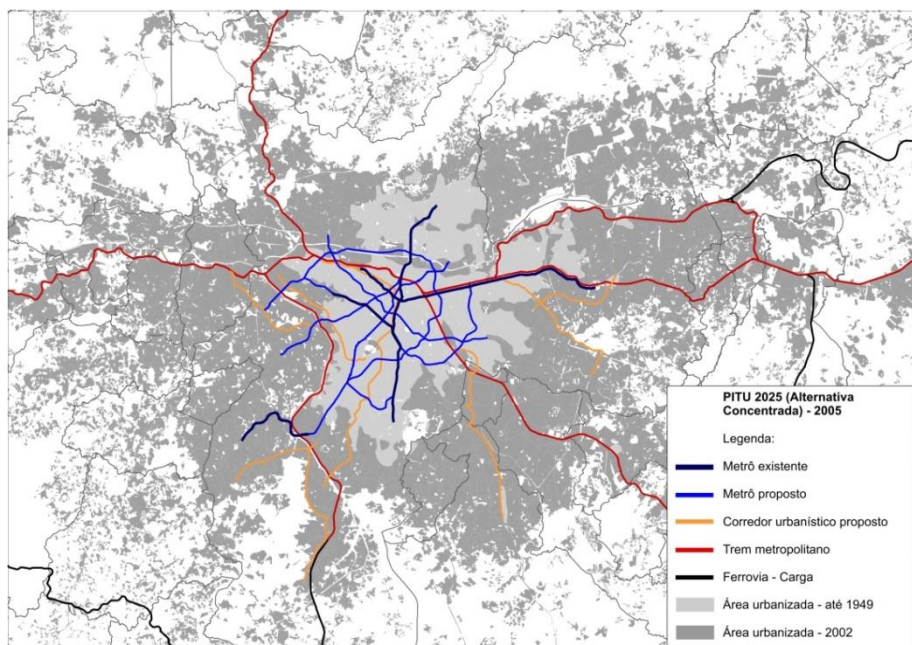 PITU 2025 (Alternativa
Concentrada) - 2005
Legenda:
Metrô existente
Metrô proposto
Corredor urbanístico proposto
Trem metropolitano
Ferrovia - Carga
Área urbanizada - até 1949
Área urbanizada - 2002